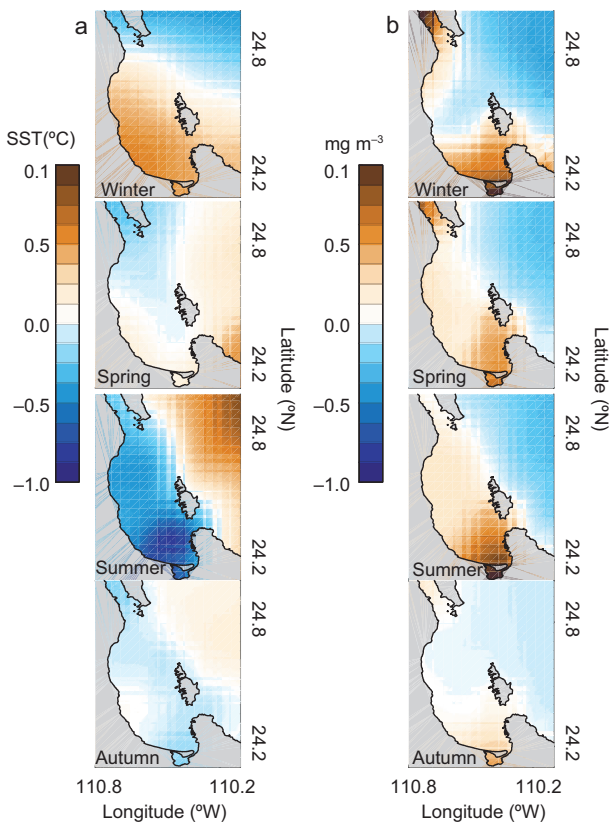 a
b
SST(ºC)
0.1
0.5
0.0
–0.5
–1.0
mg m⁻³
0.1
0.5
0.0
–0.5
–1.0
Winter
24.8
24.2
Winter
24.8
24.2
Spring
24.8
24.2
Spring
24.8
24.2
Latitude (ºN)
Latitude (ºN)
Summer
24.8
24.2
Summer
24.8
24.2
Autumn
24.8
24.2
Autumn
24.8
24.2
110.8 110.2
Longitude (ºW)
110.8 110.2
Longitude (ºW)